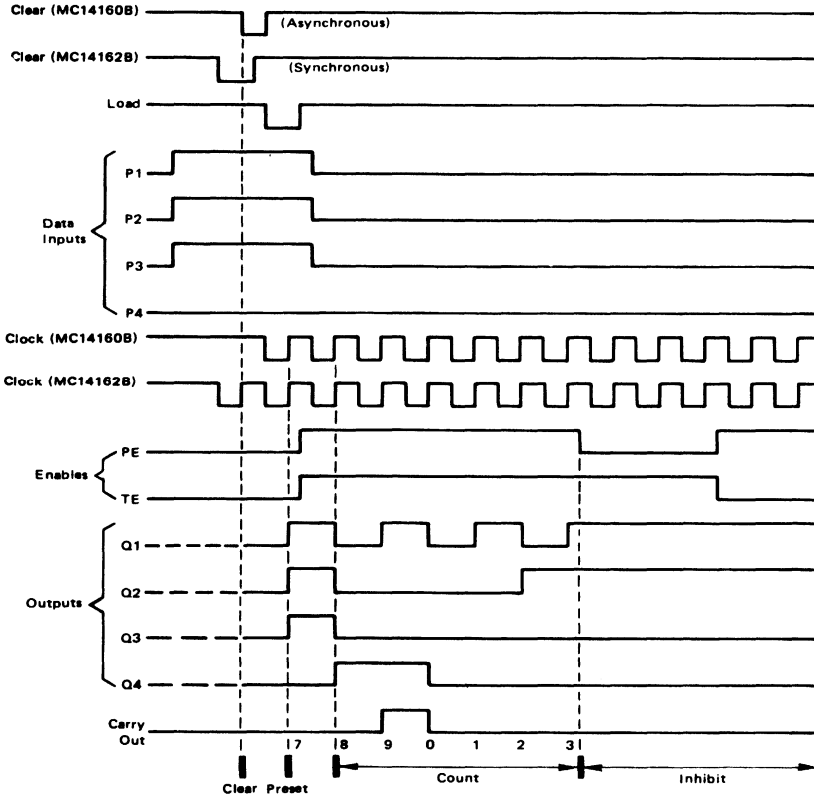 Clear (MC14160B)
(Asynchronous)
Clear (MC14162B)
(Synchronous)
Load
P1
P2
Data
Inputs
P3
P4
Clock (MC14160B)
Clock (MC14162B)
PE
Enables
TE
Q1
Q2
Outputs
Q3
Q4
Carry
Out
7 8 9 0 1 2 3
Clear Preset
Count
Inhibit